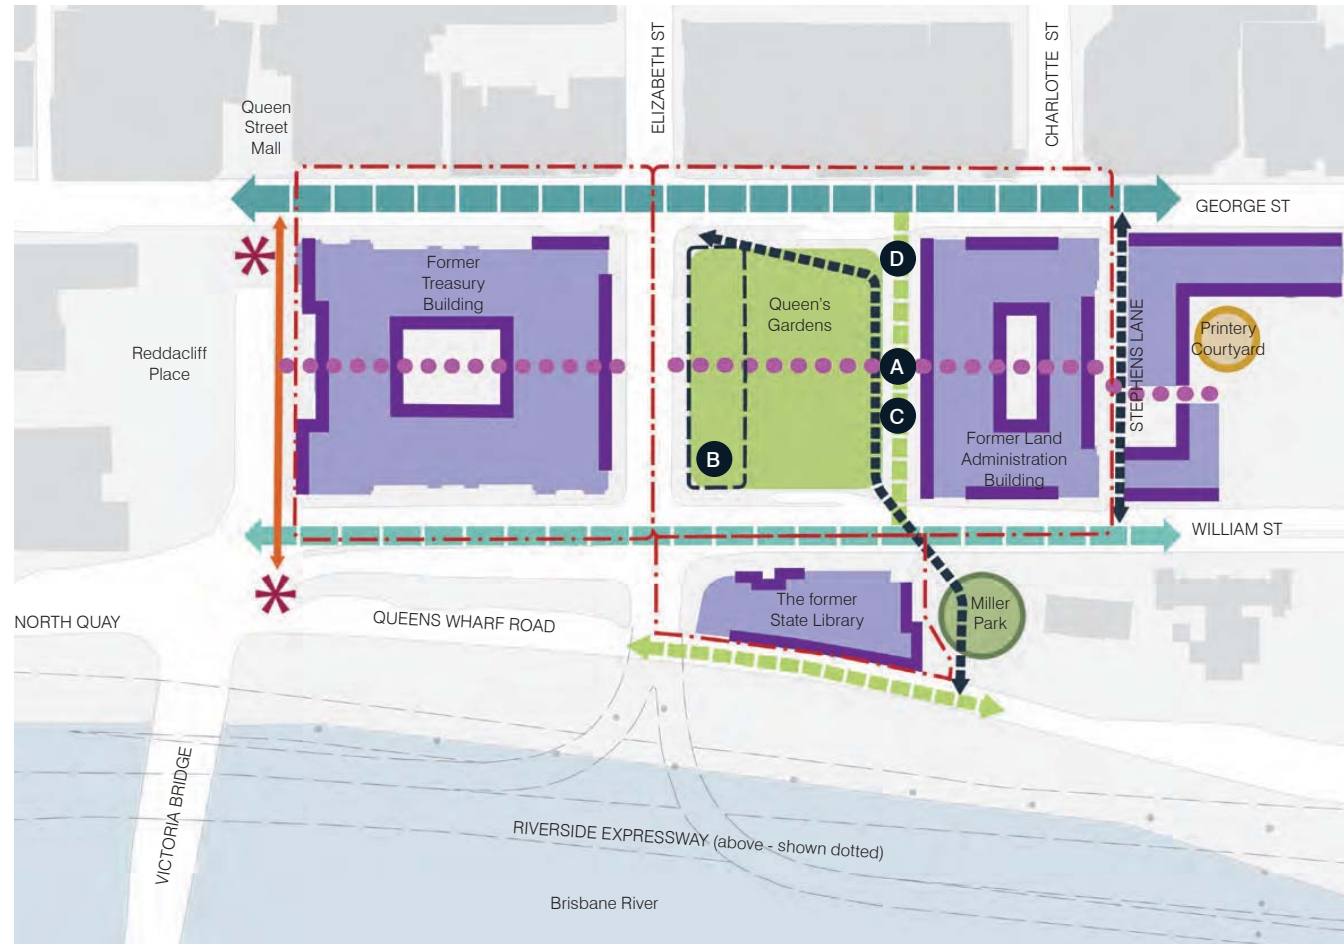 ELIZABETH ST
CHARLOTTE ST
Queen
Street
Mall
GEORGE ST
Former
Treasury
Building
D
Queen's
Gardens
STEPHENS LANE
Printery
Courtyard
Reddacliff
Place
A
C
B
Former Land
Administration
Building
WILLIAM ST
The former
State Library
Miller
Park
NORTH QUAY
QUEENS WHARF ROAD
VICTORIA BRIDGE
RIVERSIDE EXPRESSWAY (above - shown dotted)
Brisbane River